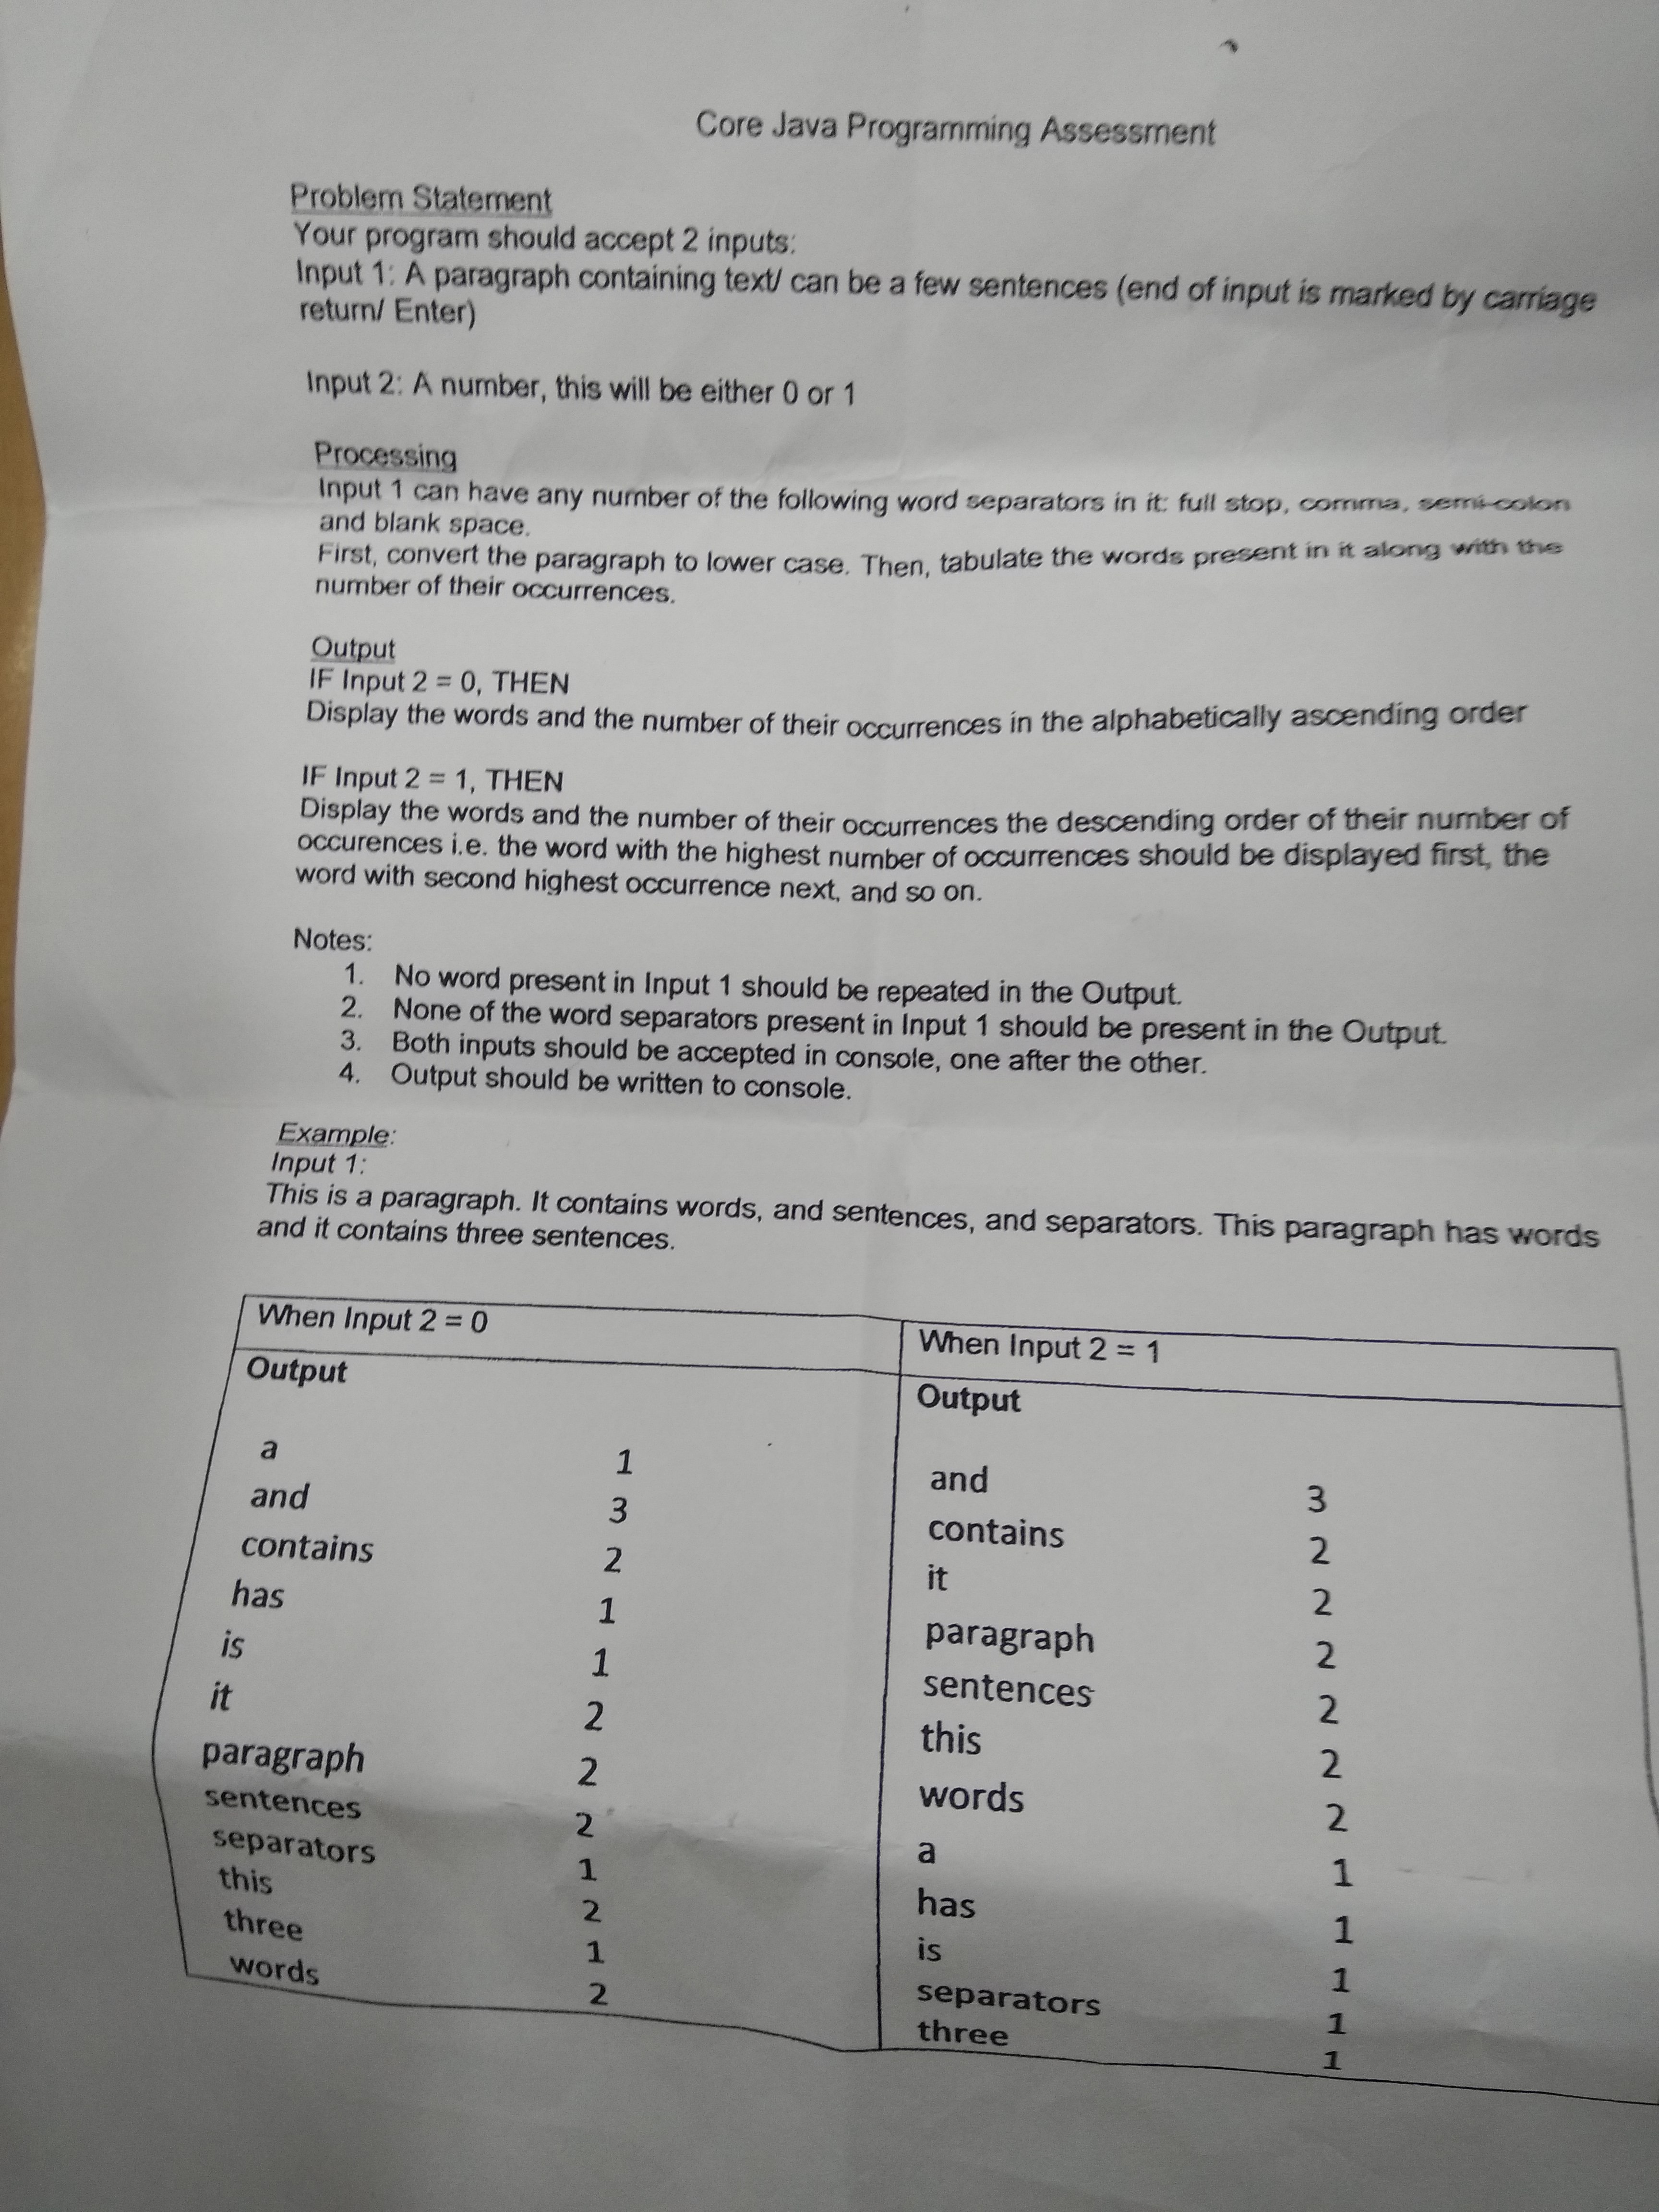 Core Java Programming Assessment
Problem Statement
Your program should accept 2 inputs:
Input 1: A paragraph containing text/ can be a few sentences (end of input is marked by carriage
return/ Enter)
Input 2: A number, this will be either 0 or 1
Processing
Input 1 can have any number of the following word separators in it: full stop, comma, semi-colon
and blank space.
First, convert the paragraph to lower case. Then, tabulate the words present in it along with the
number of their occurrences.
Output
IF Input 2 = 0, THEN
Display the words and the number of their occurrences in the alphabetically ascending order
IF Input 2 = 1, THEN
Display the words and the number of their occurrences the descending order of their number of
occurences i.e. the word with the highest number of occurrences should be displayed first, the
word with second highest occurrence next, and so on.
Notes:
1. No word present in Input 1 should be repeated in the Output.
2. None of the word separators present in Input 1 should be present in the Output.
3. Both inputs should be accepted in console, one after the other.
4. Output should be written to console.
Example:
Input 1:
This is a paragraph. It contains words, and sentences, and separators. This paragraph has words
and it contains three sentences.
When Input 2 = 0
Output
a 1
and 3
contains 2
has 1
is 1
it 2
paragraph 2
sentences 2
separators 1
this 2
three 1
words 2
When Input 2 = 1
Output
and 3
contains 2
it 2
paragraph 2
sentences 2
this 2
words 2
a 1
has 1
is 1
separators 1
three 1